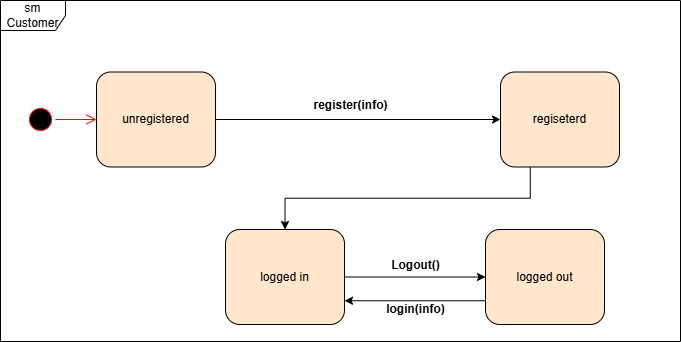 sm
Customer
unregistered
register(info)
regiseterd
logged in
Logout()
login(info)
logged out